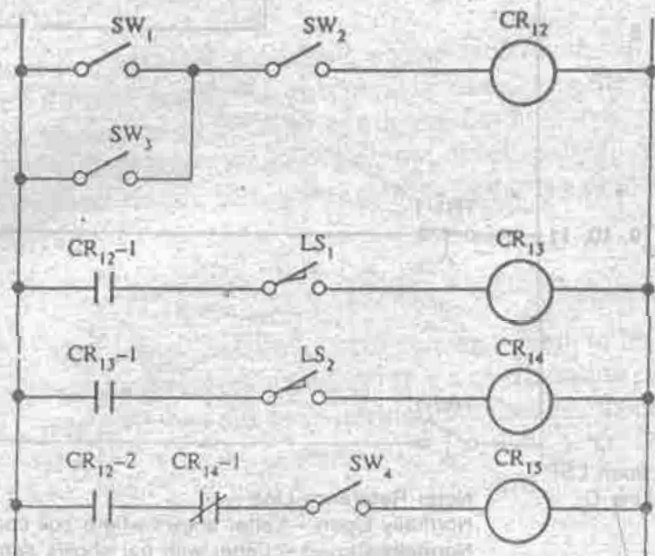 SW₁ SW₂ CR₁₂
SW₃
CR₁₂–1 LS₁ CR₁₃
CR₁₃–1 LS₂ CR₁₄
CR₁₂–2 CR₁₄–1 SW₄ CR₁₅